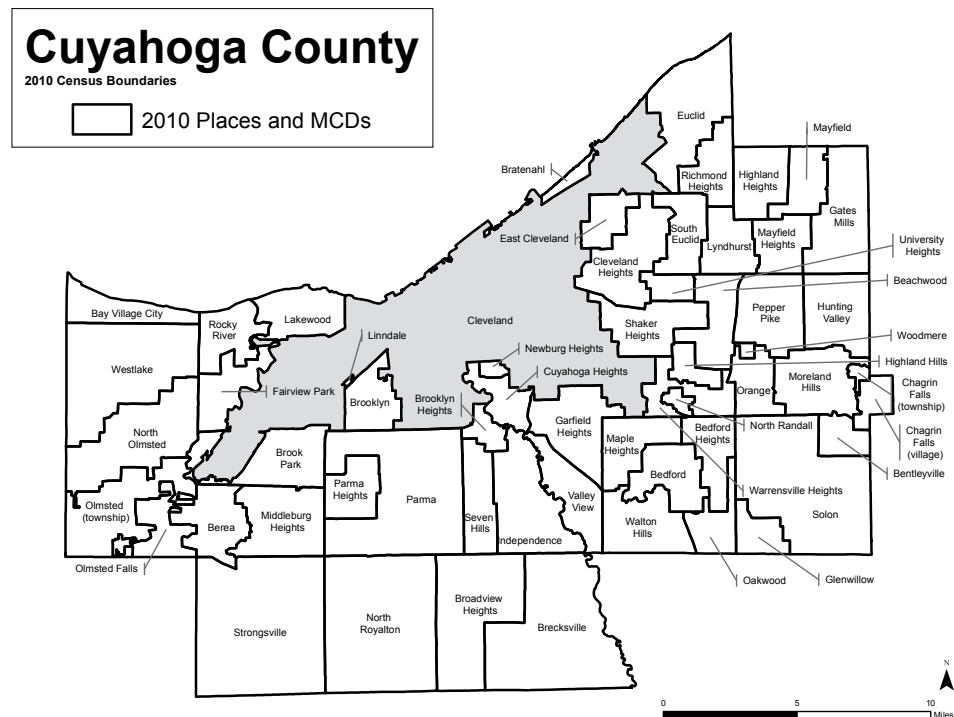 Cuyahoga County
2010 Census Boundaries
2010 Places and MCDs
Euclid
Mayfield
Bratenahl
Richmond
Heights
Highland
Heights
Gates
Mills
East Cleveland
South
Euclid
Lyndhurst
Mayfield
Heights
University
Heights
Cleveland
Heights
Beachwood
Bay Village City
Rocky
River
Lakewood
Cleveland
Shaker
Heights
Pepper
Pike
Hunting
Valley
Linndale
Woodmere
Newburg Heights
Highland Hills
Westlake
Cuyahoga Heights
Fairview Park
Brooklyn
Brooklyn
Heights
Orange
Moreland
Hills
Chagrin
Falls
(township)
North
Olmsted
Garfield
Heights
Bedford
Heights
North Randall
Chagrin
Falls
(village)
Maple
Heights
Brook
Park
Bentleyville
Parma
Heights
Parma
Bedford
Warrensville Heights
Olmsted
(township)
Berea
Middleburg
Heights
Seven
Hills
Valley
View
Walton
Hills
Solon
Independence
Olmsted Falls
Oakwood
Glenwillow
Strongsville
North
Royalton
Broadview
Heights
Brecksville
N
0 5 10
Miles